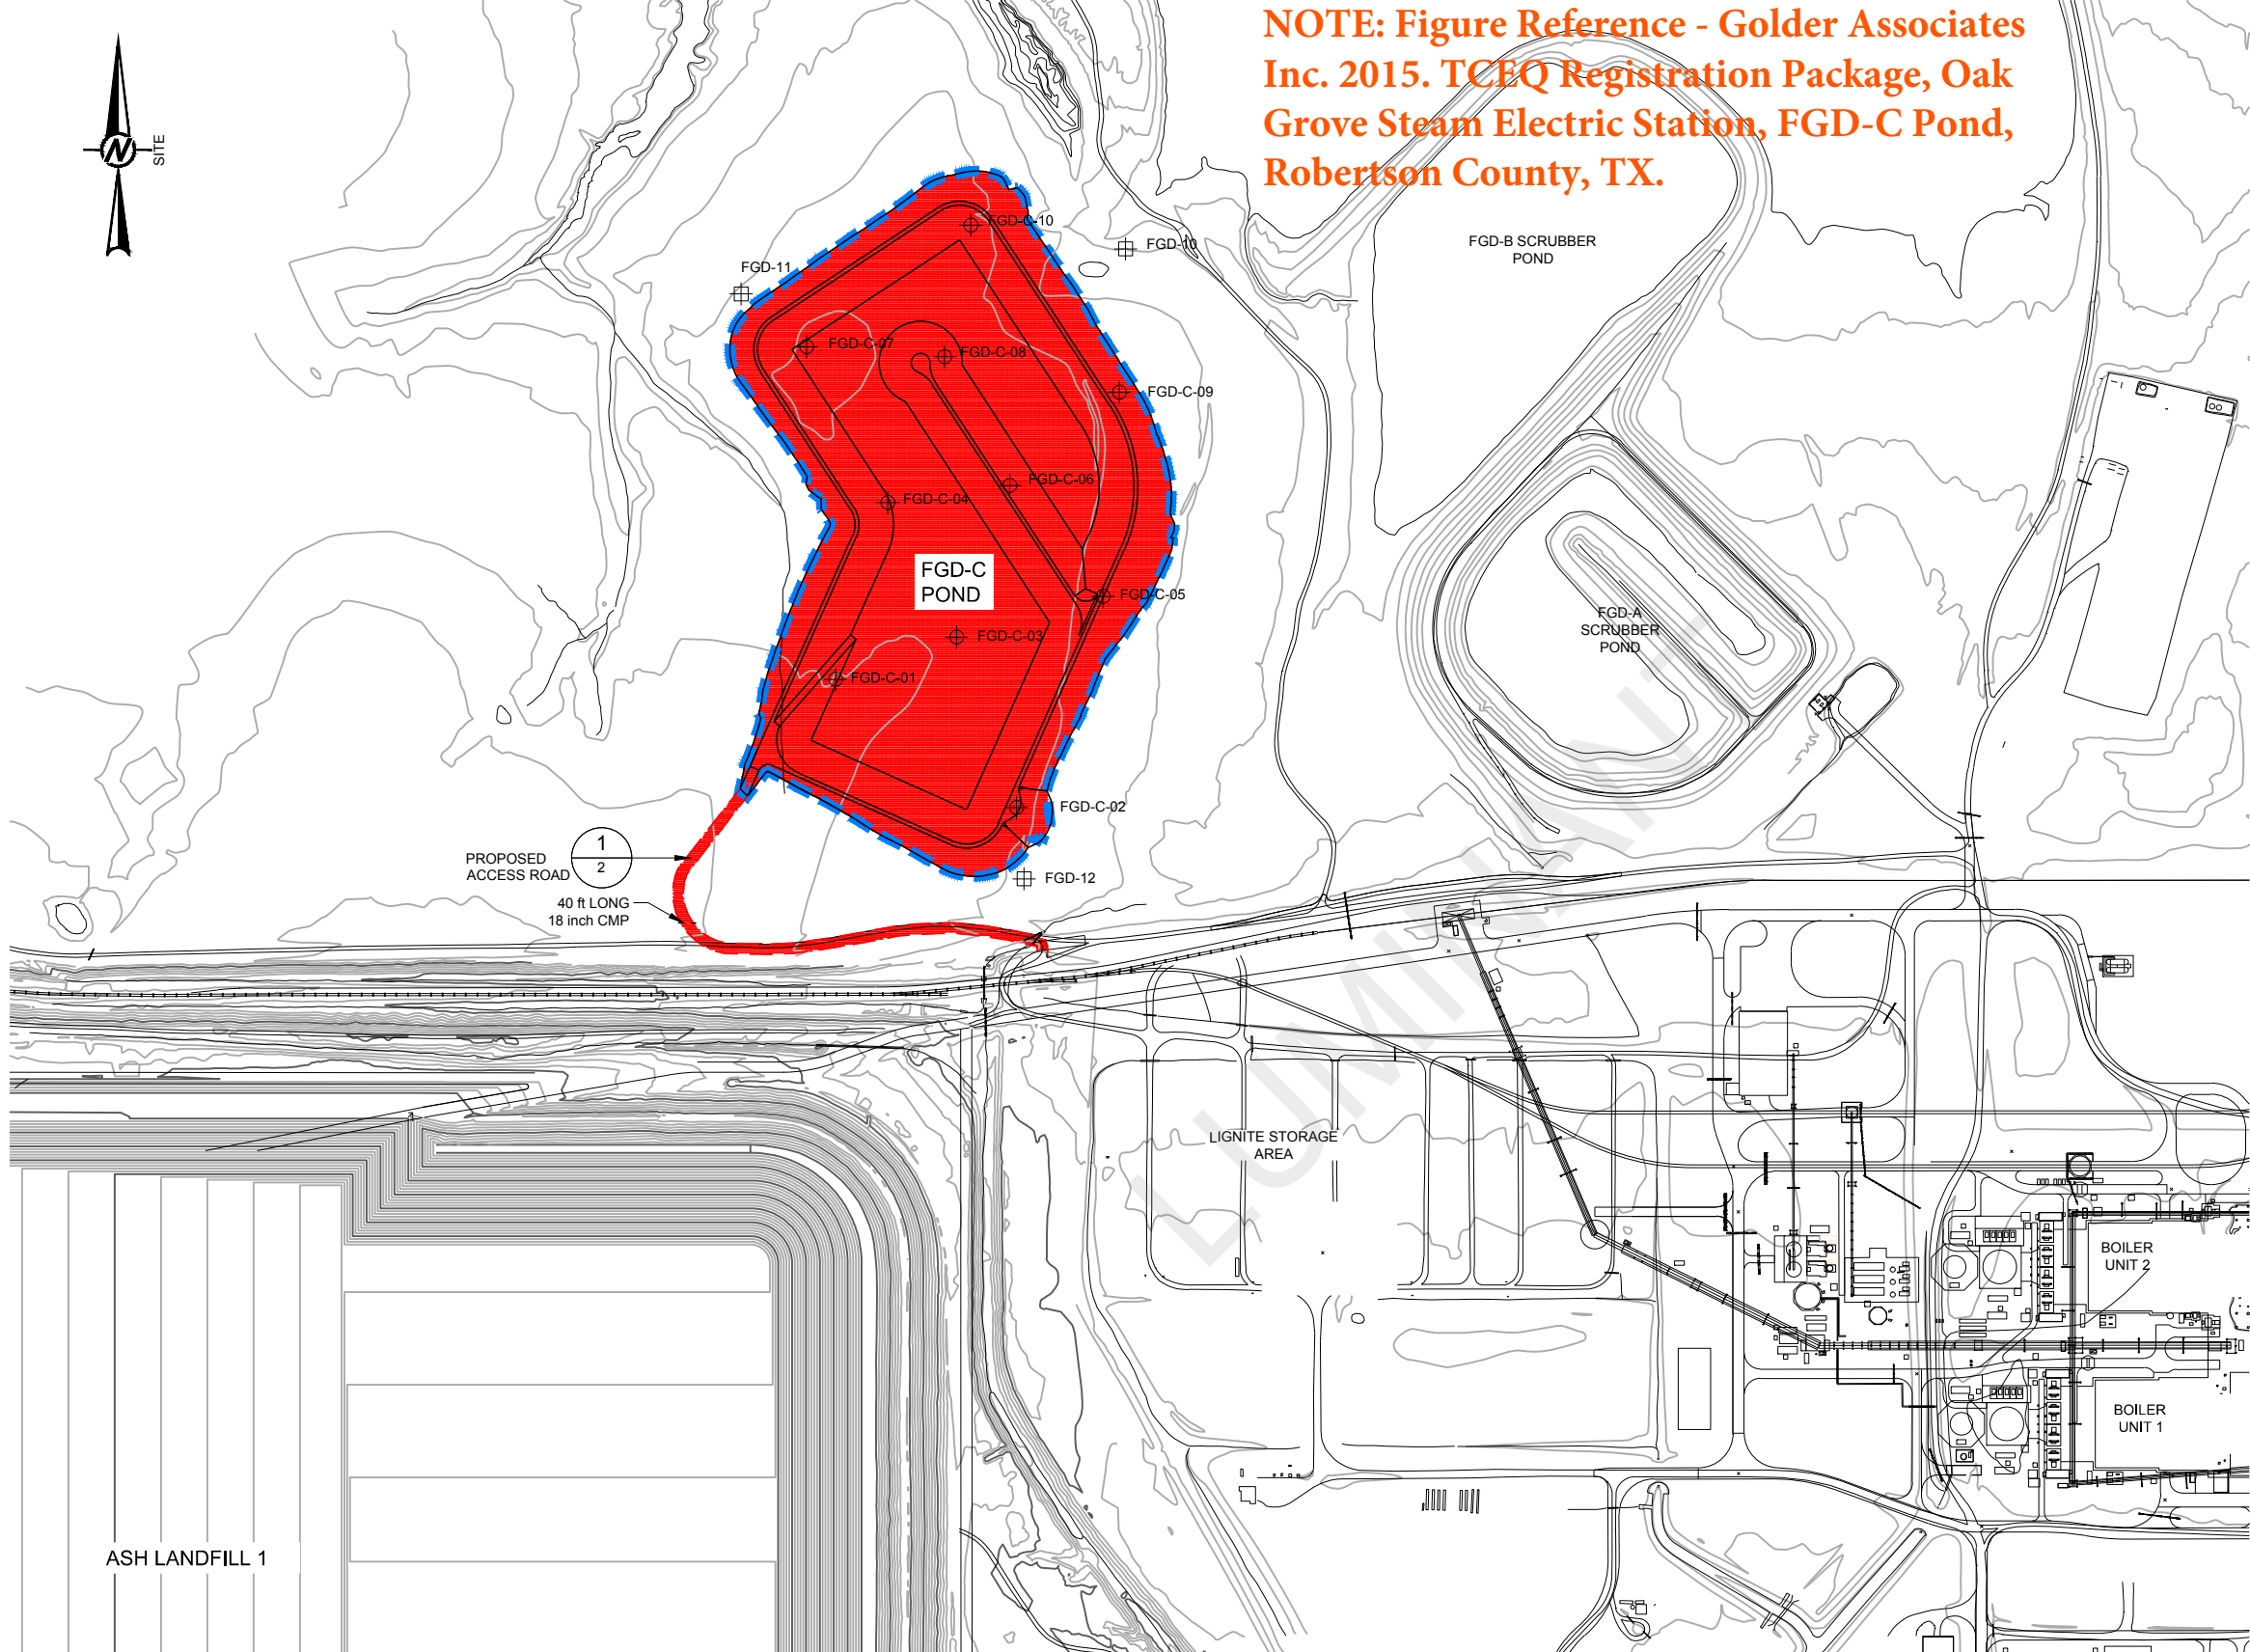 NOTE: Figure Reference - Golder Associates
Inc. 2015. TCEQ Registration Package, Oak
Grove Steam Electric Station, FGD-C Pond,
Robertson County, TX.
N
SITE
FGD-C-10
FGD-10
FGD-B SCRUBBER
POND
FGD-11
FGD-C-07
FGD-C-08
FGD-C-09
FGD-C-06
FGD-C-04
FGD-C
POND
FGD-C-05
FGD-A
SCRUBBER
POND
FGD-C-03
FGD-C-01
FGD-C-02
1
2
PROPOSED
ACCESS ROAD
FGD-12
40 ft LONG
18 inch CMP
LUMINANT
LIGNITE STORAGE
AREA
BOILER
UNIT 2
BOILER
UNIT 1
ASH LANDFILL 1